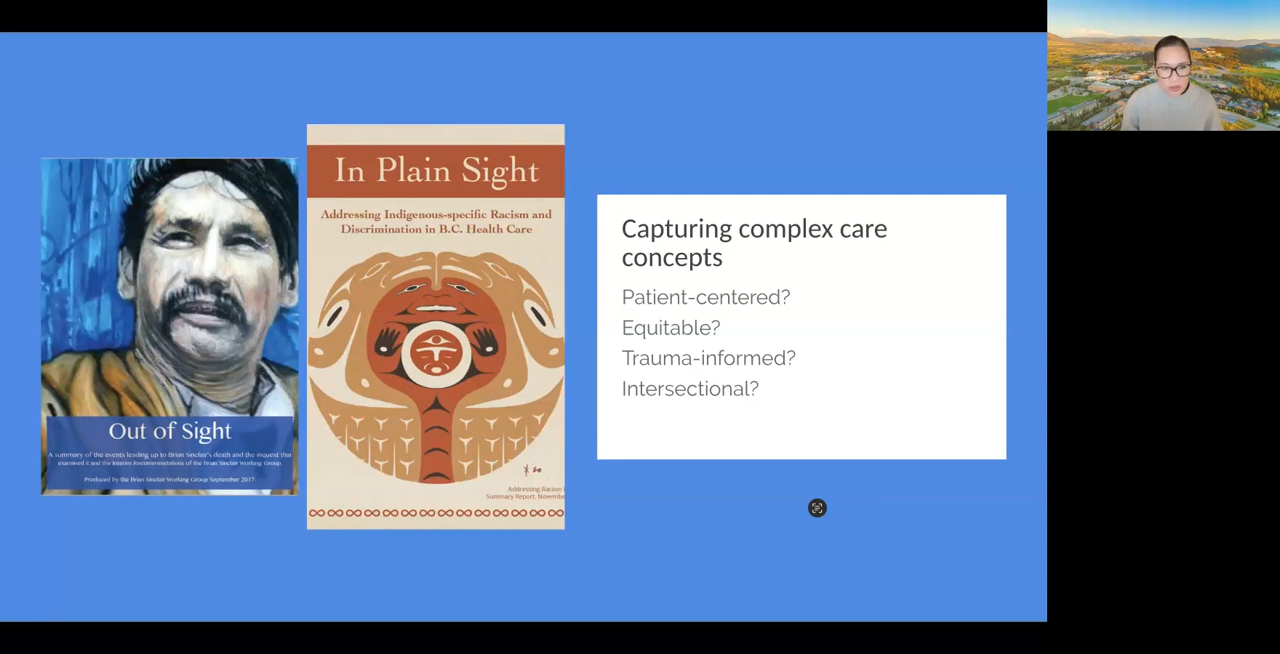 Out of Sight
A summary of the events leading up to Brian Sinclair's death and the inquest that
examined it and the Interim Recommendations of the Brian Sinclair Working Group.
Produced by the Brian Sinclair Working Group September 2017.
In Plain Sight
Addressing Indigenous-specific Racism and
Discrimination in B.C. Health Care
Addressing Racism
Summary Report, Novembe
Capturing complex care
concepts
Patient-centered?
Equitable?
Trauma-informed?
Intersectional?